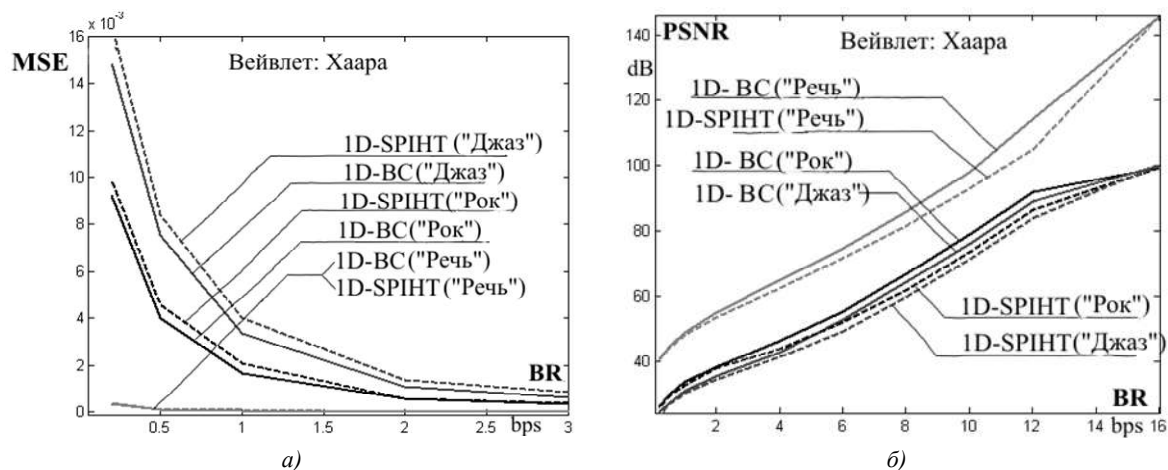 × 10⁻³
16
MSE
14
12
10
8
6
4
2
0
Вейвлет: Хаара
1D-SPIHT ("Джаз")
1D-BC ("Джаз")
1D-SPIHT("Рок")
1D-BC("Рок")
1D-BC("Речь")
1D-SPIHT ("Речь")
BR
0.5
1
1.5
2
2.5
3
bps
а)
140
PSNR
dB
120
100
80
60
40
Вейвлет: Хаара
1D- BC ("Речь")
1D-SPIHT ("Речь")
1D- BC ("Рок")
1D- BC ("Джаз")
1D-SPIHT ("Рок")
1D-SPIHT ("Джаз")
BR
2
4
6
8
10
12
14
16
bps
б)